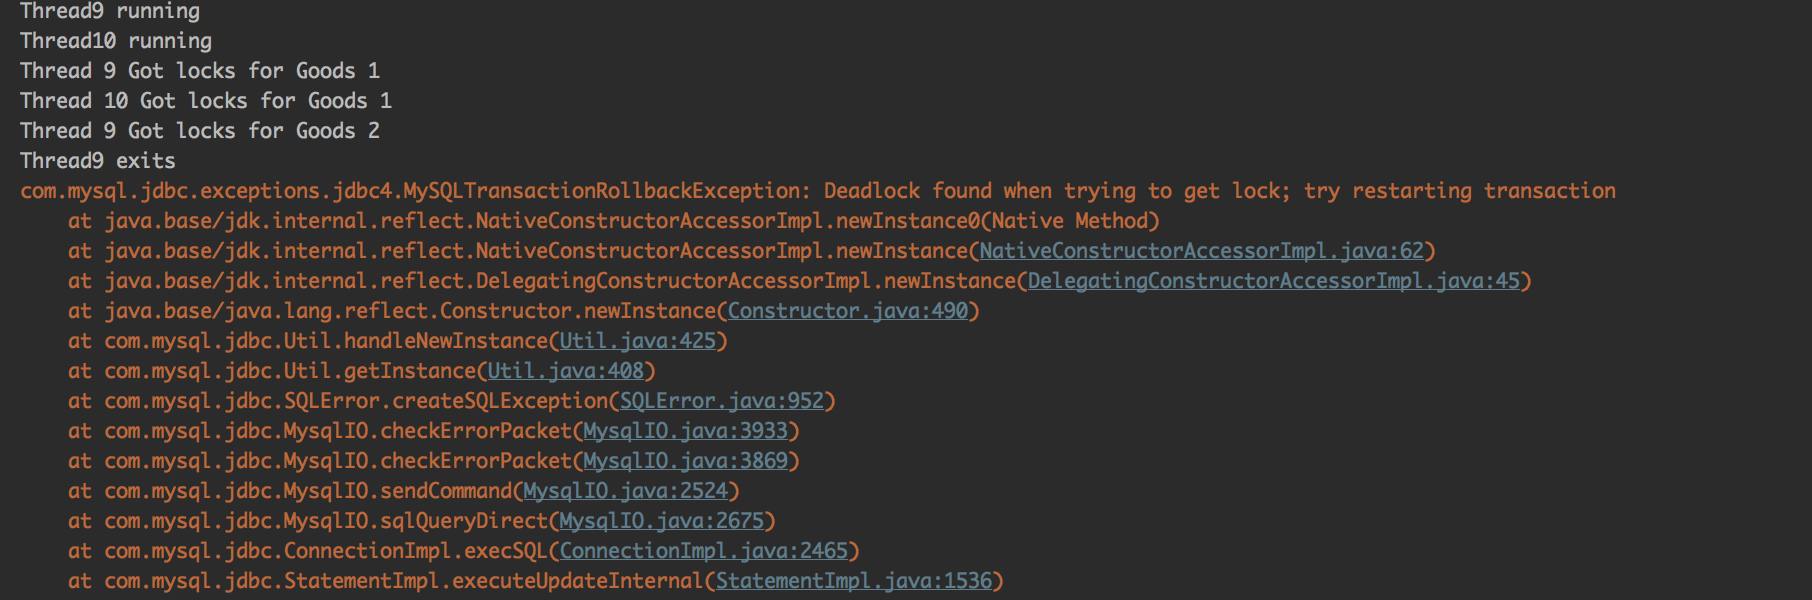 Thread9 running
Thread10 running
Thread 9 Got locks for Goods 1
Thread 10 Got locks for Goods 1
Thread 9 Got locks for Goods 2
Thread9 exits
com.mysql.jdbc.exceptions.jdbc4.MySQLTransactionRollbackException: Deadlock found when trying to get lock; try restarting transaction
    at java.base/jdk.internal.reflect.NativeConstructorAccessorImpl.newInstance0(Native Method)
    at java.base/jdk.internal.reflect.NativeConstructorAccessorImpl.newInstance(NativeConstructorAccessorImpl.java:62)
    at java.base/jdk.internal.reflect.DelegatingConstructorAccessorImpl.newInstance(DelegatingConstructorAccessorImpl.java:45)
    at java.base/java.lang.reflect.Constructor.newInstance(Constructor.java:490)
    at com.mysql.jdbc.Util.handleNewInstance(Util.java:425)
    at com.mysql.jdbc.Util.getInstance(Util.java:408)
    at com.mysql.jdbc.SQLError.createSQLException(SQLError.java:952)
    at com.mysql.jdbc.MysqlIO.checkErrorPacket(MysqlIO.java:3933)
    at com.mysql.jdbc.MysqlIO.checkErrorPacket(MysqlIO.java:3869)
    at com.mysql.jdbc.MysqlIO.sendCommand(MysqlIO.java:2524)
    at com.mysql.jdbc.MysqlIO.sqlQueryDirect(MysqlIO.java:2675)
    at com.mysql.jdbc.ConnectionImpl.execSQL(ConnectionImpl.java:2465)
    at com.mysql.jdbc.StatementImpl.executeUpdateInternal(StatementImpl.java:1536)